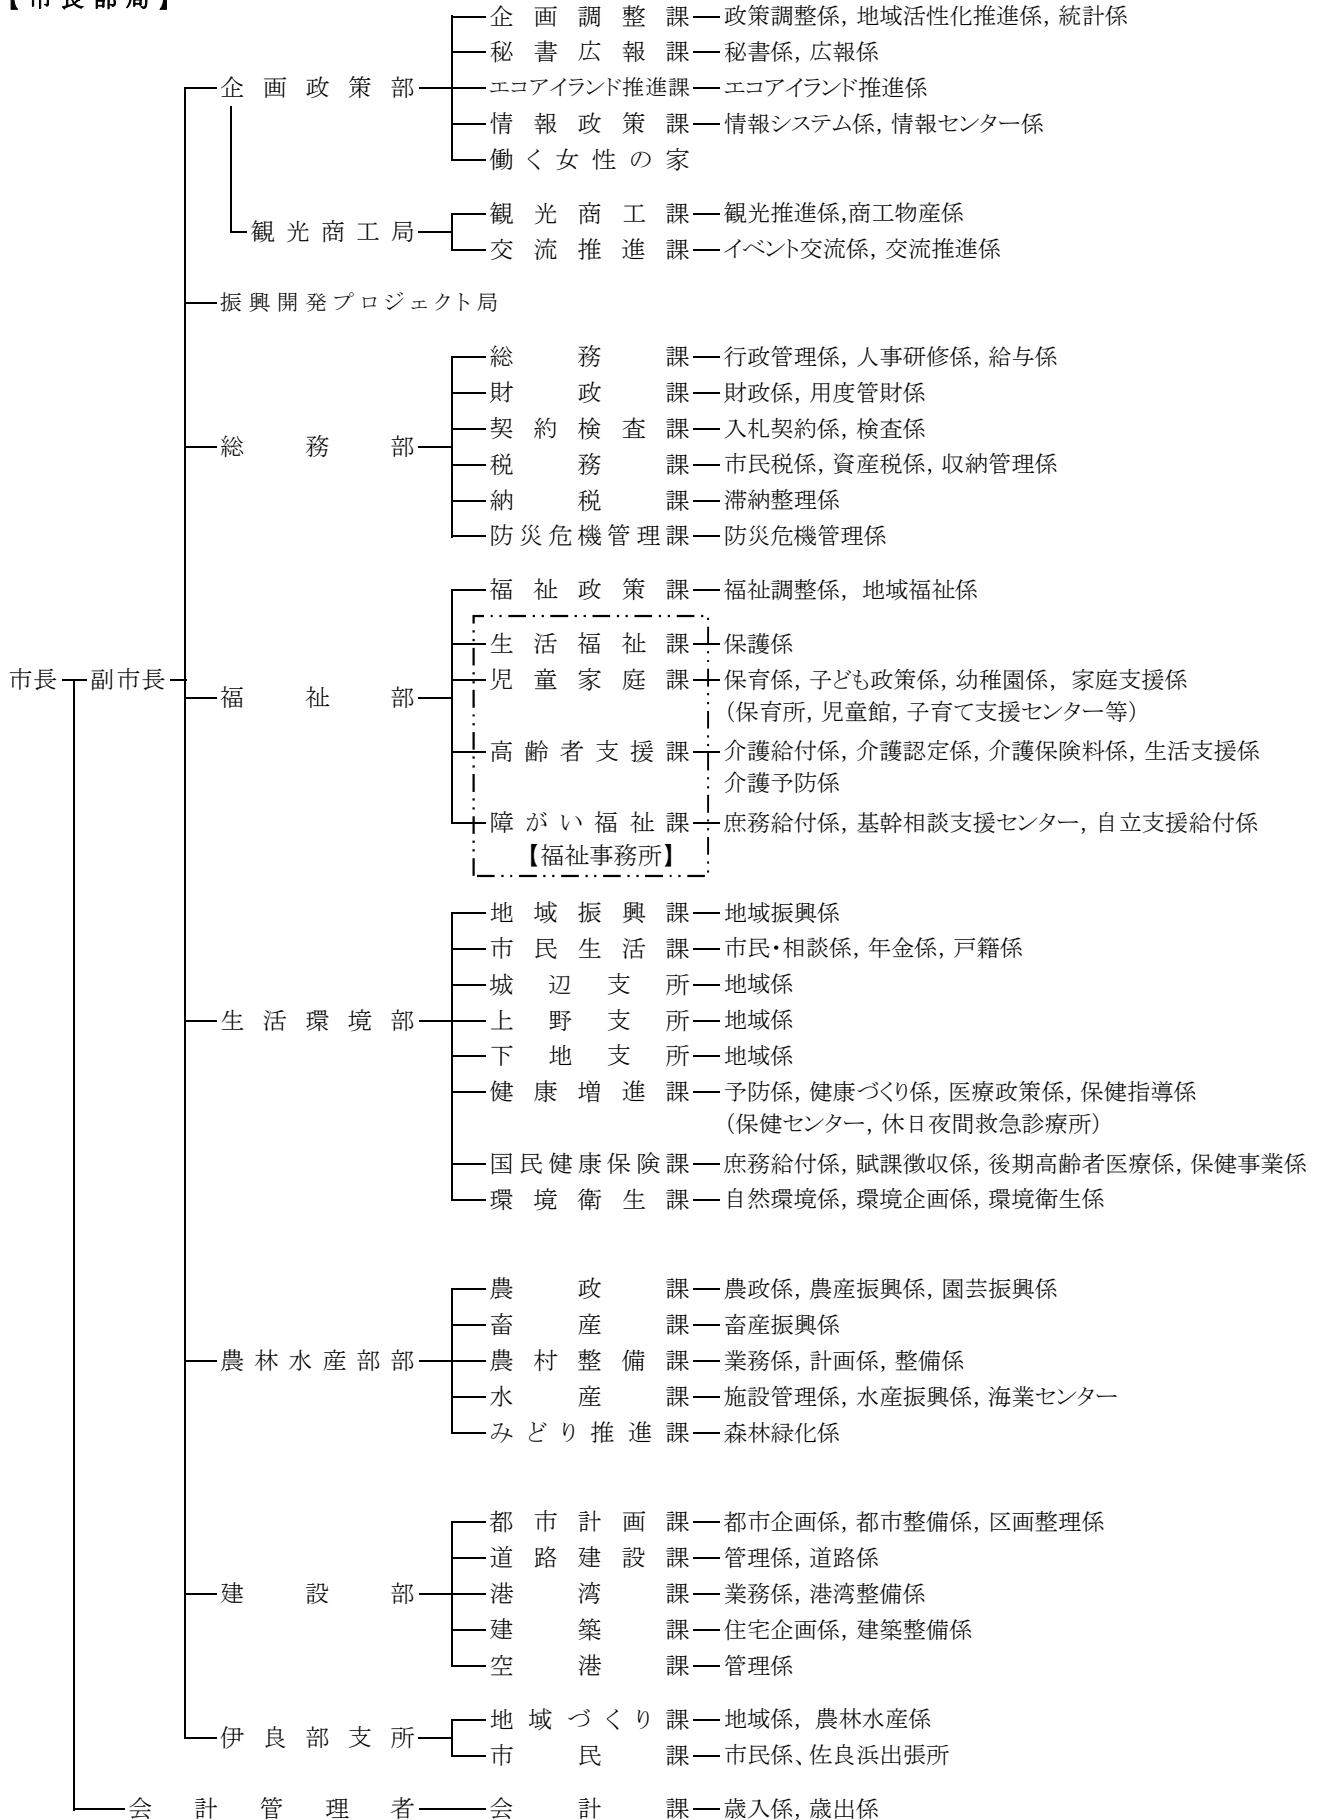 【市長部局】
企画調整課 政策調整係, 地域活性化推進係, 統計係
秘書広報課 秘書係, 広報係
企画政策部 エコアイランド推進課 エコアイランド推進係
情報政策課 情報システム係, 情報センター係
働く女性の家
観光商工課 観光推進係,商工物産係
観光商工局
交流推進課 イベント交流係, 交流推進係
振興開発プロジェクト局
総務課 行政管理係, 人事研修係, 給与係
財政課 財政係, 用度管財係
契約検査課 入札契約係, 検査係
総務部
税務課 市民税係, 資産税係, 収納管理係
納税課 滞納整理係
防災危機管理課 防災危機管理係
福祉政策課 福祉調整係, 地域福祉係
生活福祉課 保護係
市長 副市長 児童家庭課 保育係, 子ども政策係, 幼稚園係, 家庭支援係
福祉部 (保育所, 児童館, 子育て支援センター等)
高齢者支援課 介護給付係, 介護認定係, 介護保険料係, 生活支援係
介護予防係
障がい福祉課 庶務給付係, 基幹相談支援センター, 自立支援給付係
【福祉事務所】
地域振興課 地域振興係
市民生活課 市民・相談係, 年金係, 戸籍係
城辺支所 地域係
生活環境部 上野支所 地域係
下地支所 地域係
健康増進課 予防係, 健康づくり係, 医療政策係, 保健指導係
(保健センター, 休日夜間救急診療所)
国民健康保険課 庶務給付係, 賦課徴収係, 後期高齢者医療係, 保健事業係
環境衛生課 自然環境係, 環境企画係, 環境衛生係
農政課 農政係, 農産振興係, 園芸振興係
畜産課 畜産振興係
農林水産部部 農村整備課 業務係, 計画係, 整備係
水産課 施設管理係, 水産振興係, 海業センター
みどり推進課 森林緑化係
都市計画課 都市企画係, 都市整備係, 区画整理係
道路建設課 管理係, 道路係
建設部 港湾課 業務係, 港湾整備係
建築課 住宅企画係, 建築整備係
空港課 管理係
地域づくり課 地域係, 農林水産係
伊良部支所
市民課 市民係、佐良浜出張所
会計管理者 会計課 歳入係, 歳出係